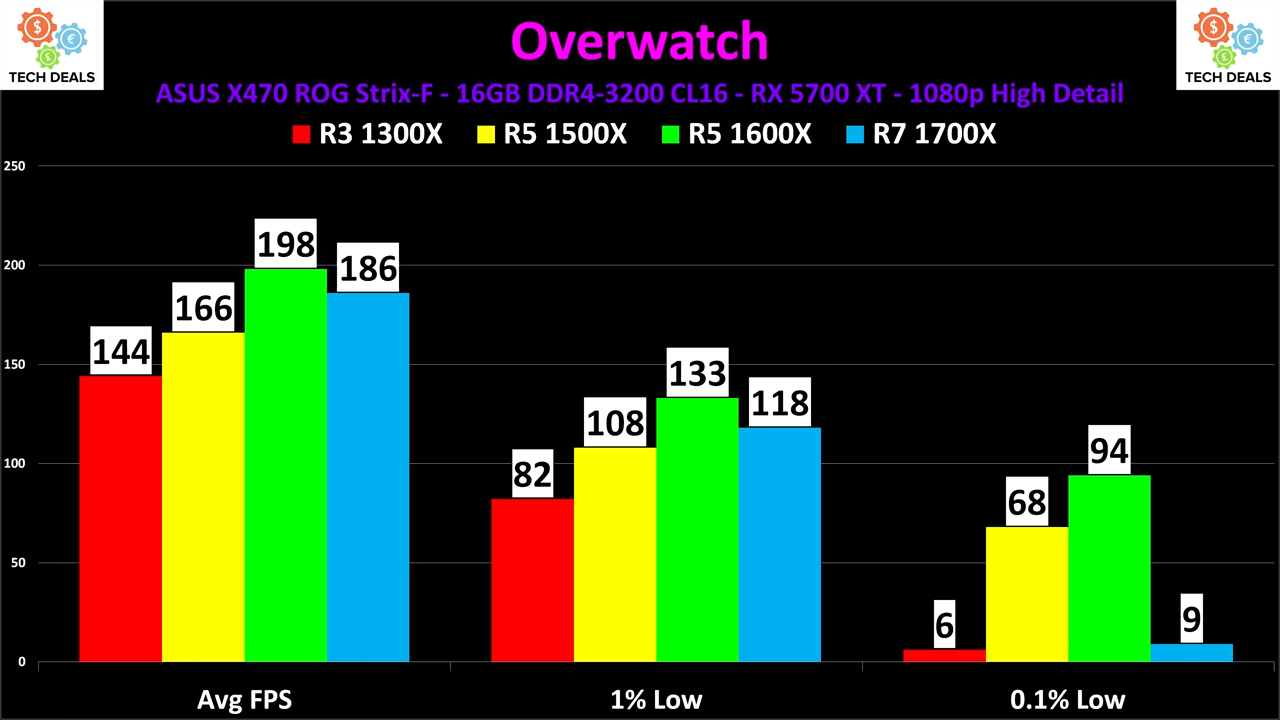 Overwatch
TECH DEALS
TECH DEALS
ASUS X470 ROG Strix-F - 16GB DDR4-3200 CL16 - RX 5700 XT - 1080p High Detail
R3 1300X R5 1500X R5 1600X R7 1700X
250
200
150
100
50
0
144 166 198 186
82 108 133 118
6 68 94 9
Avg FPS 1% Low 0.1% Low